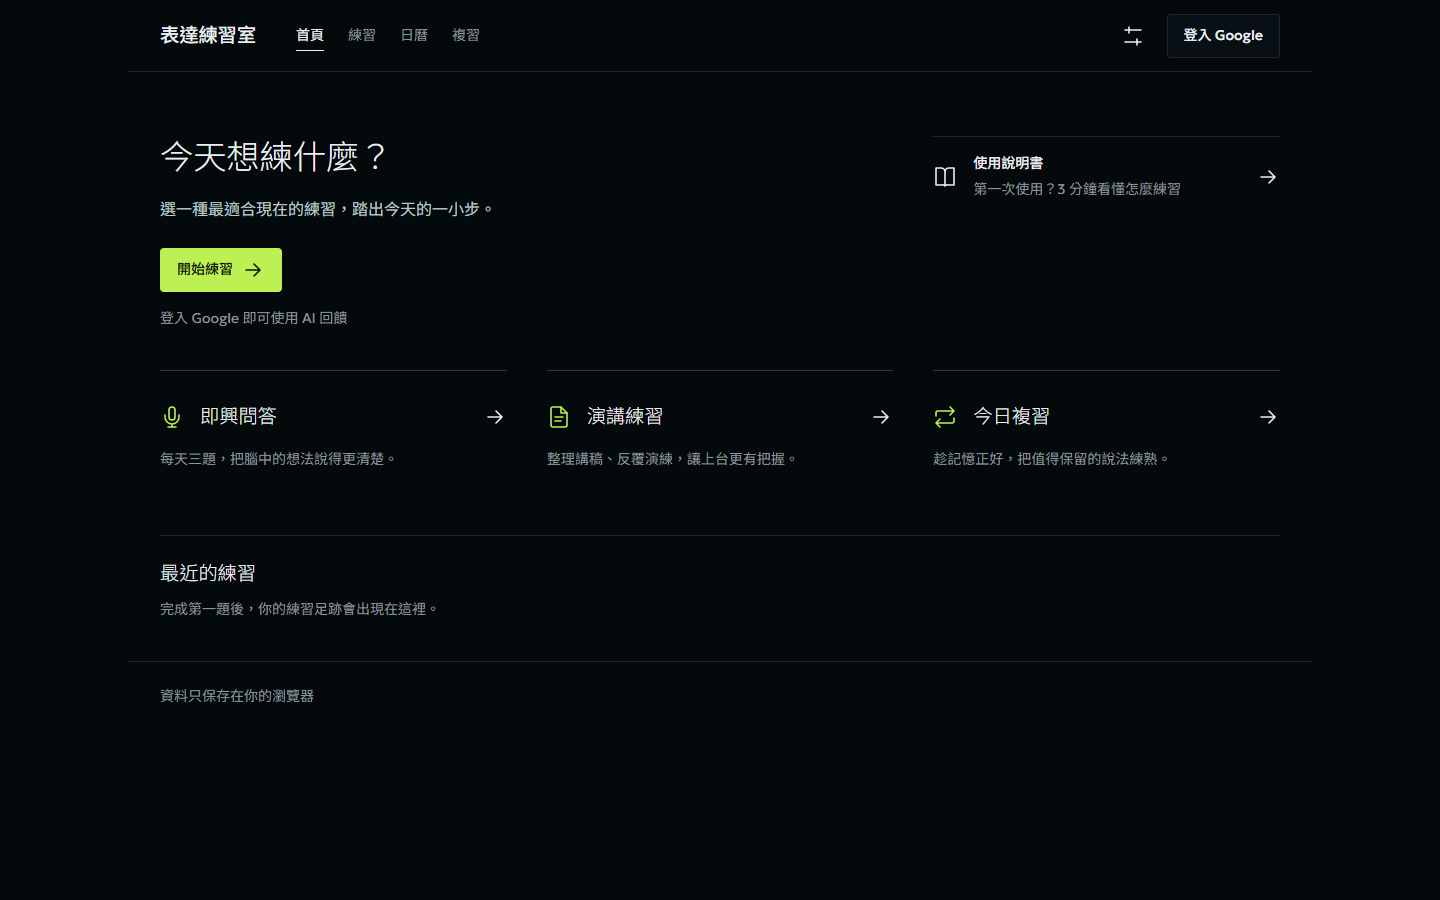 表達練習室
首頁
練習
日曆
複習
登入 Google
今天想練什麼？
選一種最適合現在的練習，踏出今天的一小步。
開始練習
登入 Google 即可使用 AI 回饋
使用說明書
第一次使用？3 分鐘看懂怎麼練習
即興問答
每天三題，把腦中的想法說得更清楚。
演講練習
整理講稿、反覆演練，讓上台更有把握。
今日複習
趁記憶正好，把值得保留的說法練熟。
最近的練習
完成第一題後，你的練習足跡會出現在這裡。
資料只保存在你的瀏覽器